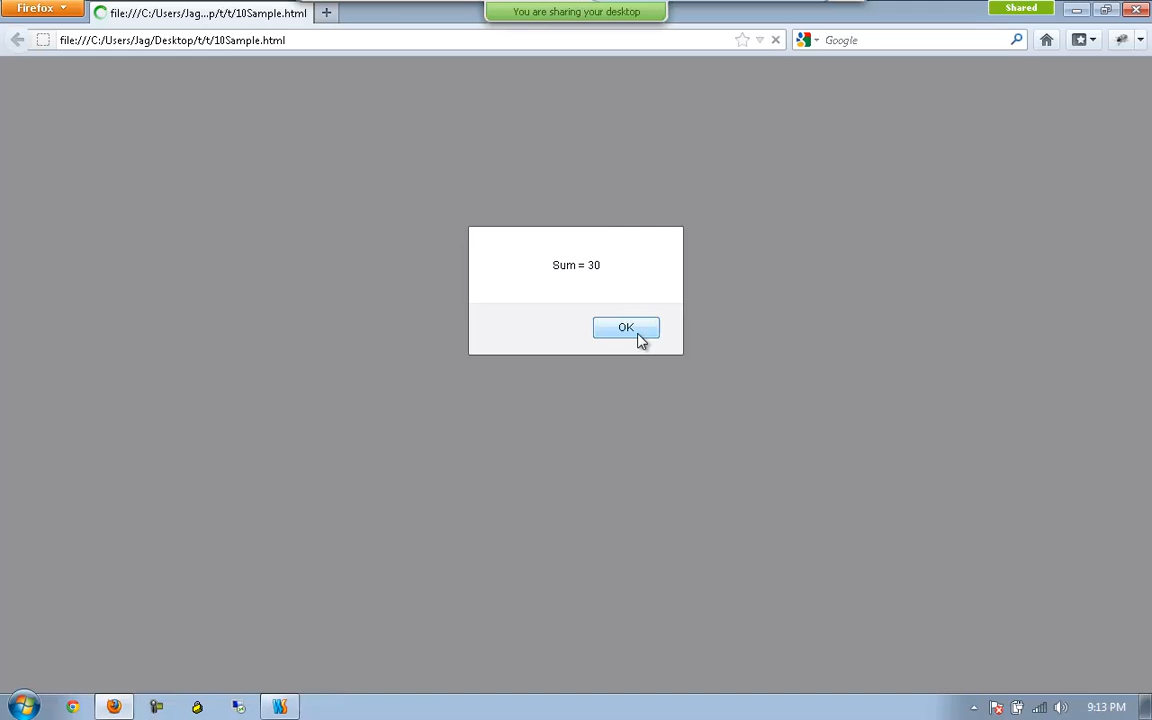 Firefox
file:///C:/Users/Jag...p/t/t/10Sample.html
You are sharing your desktop
Shared
file:///C:/Users/Jag/Desktop/t/t/10Sample.html
Google
Sum = 30
OK
9:13 PM